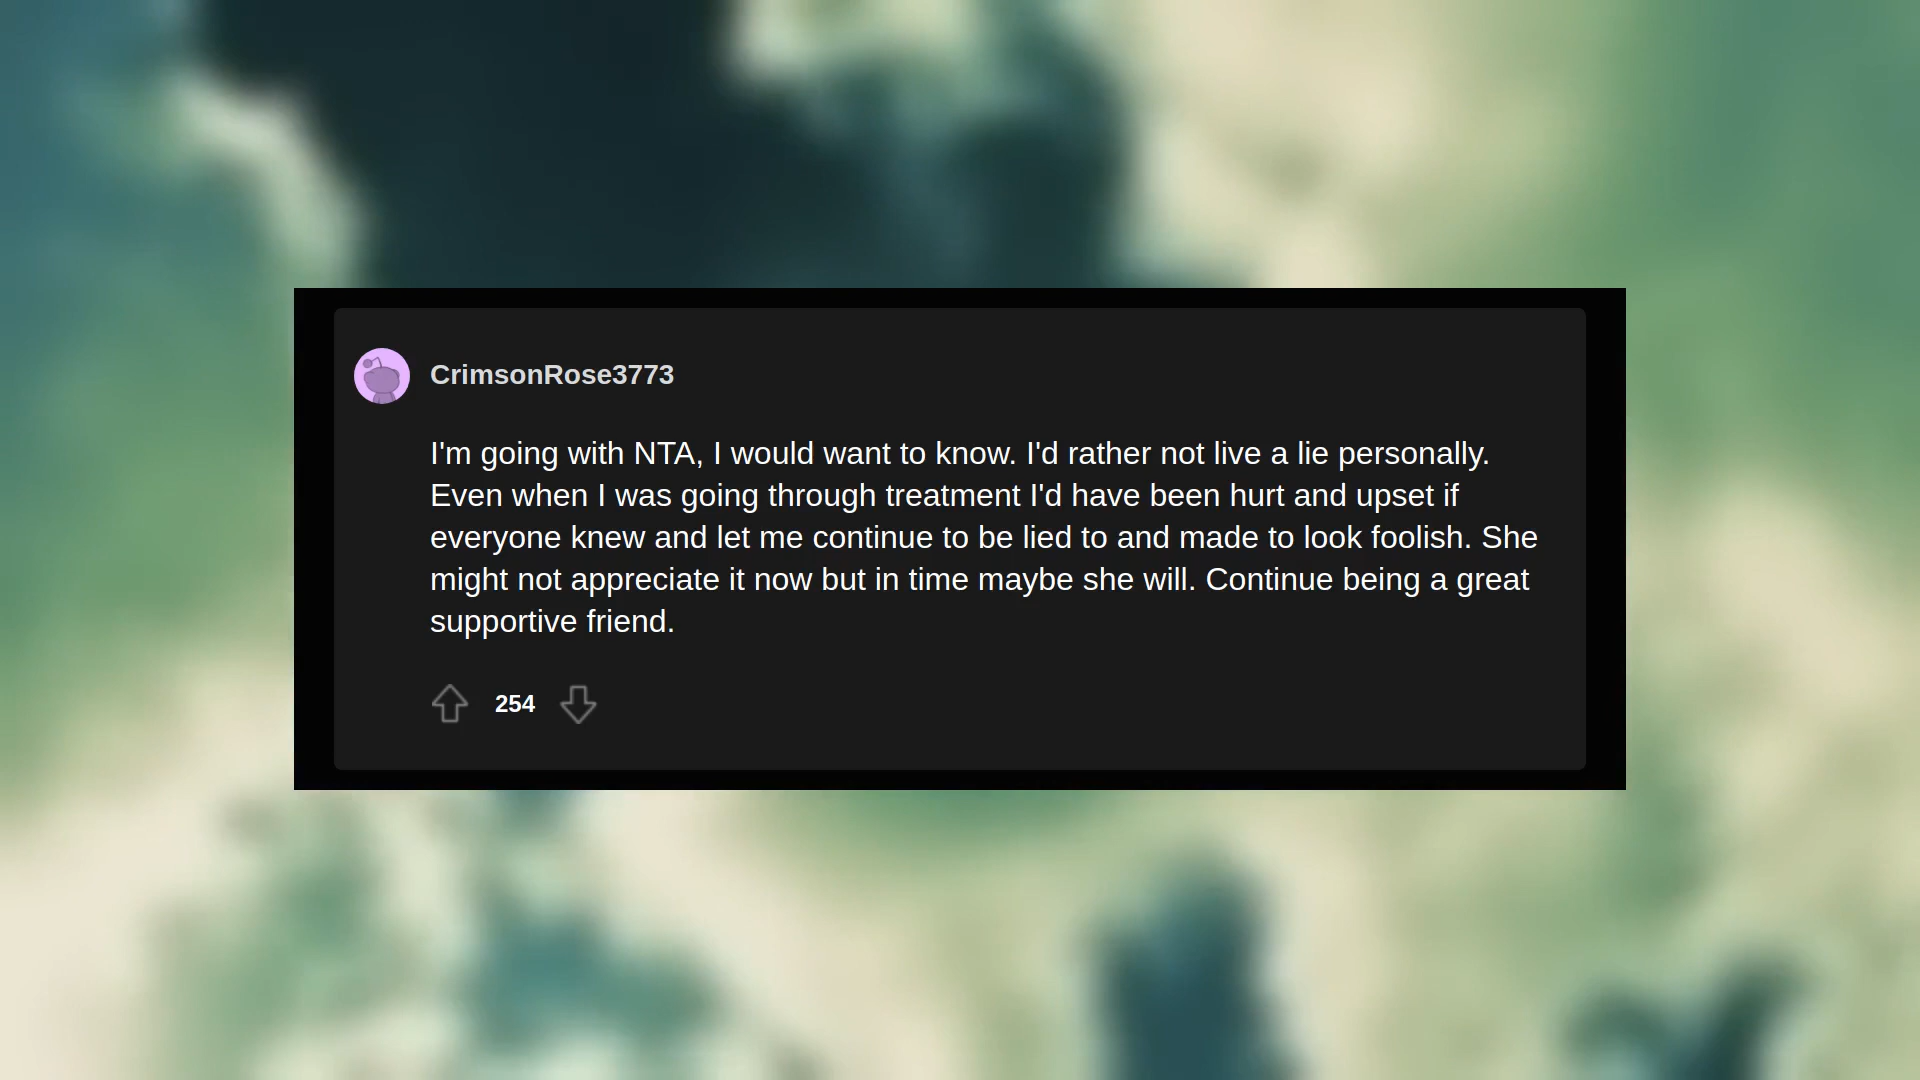 CrimsonRose3773
I'm going with NTA, I would want to know. I'd rather not live a lie personally.
Even when I was going through treatment I'd have been hurt and upset if
everyone knew and let me continue to be lied to and made to look foolish. She
might not appreciate it now but in time maybe she will. Continue being a great
supportive friend.
254